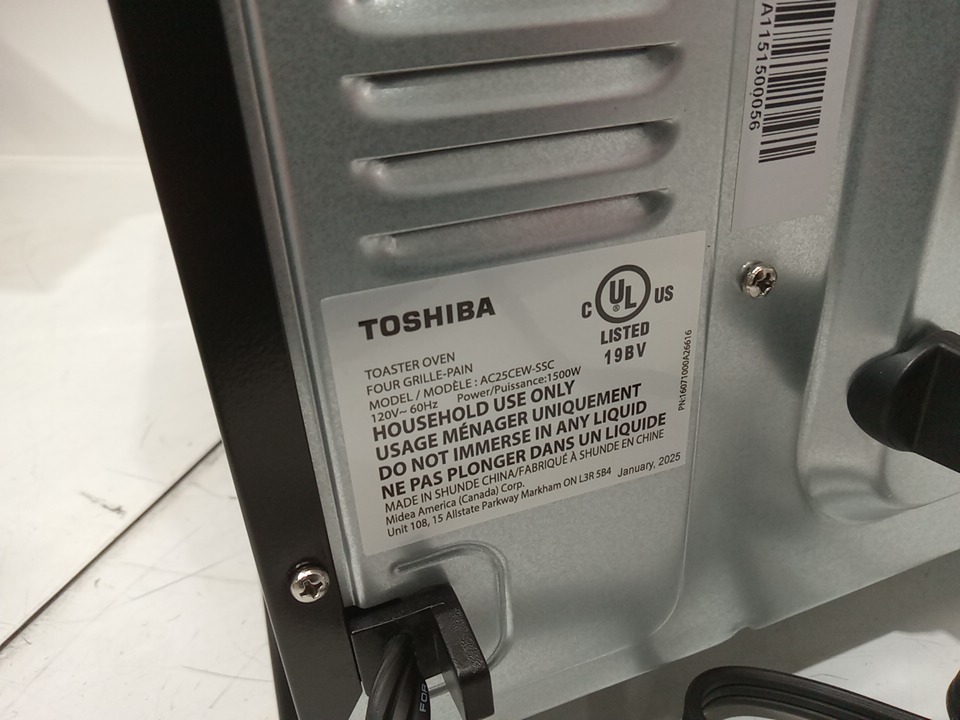 A1151500056
TOSHIBA
C UL ® US
LISTED
19BV
TOASTER OVEN
FOUR GRILLE-PAIN
MODEL / MODÈLE : AC25CEW-SSC
120V~ 60Hz Power/Puissance:1500W
HOUSEHOLD USE ONLY
USAGE MÉNAGER UNIQUEMENT
DO NOT IMMERSE IN ANY LIQUID
NE PAS PLONGER DANS UN LIQUIDE
MADE IN SHUNDE CHINA/FABRIQUÉ À SHUNDE EN CHINE
Midea America (Canada) Corp.
Unit 108, 15 Allstate Parkway Markham ON L3R 5B4 January, 2025
PN:16071000A26616
FOR